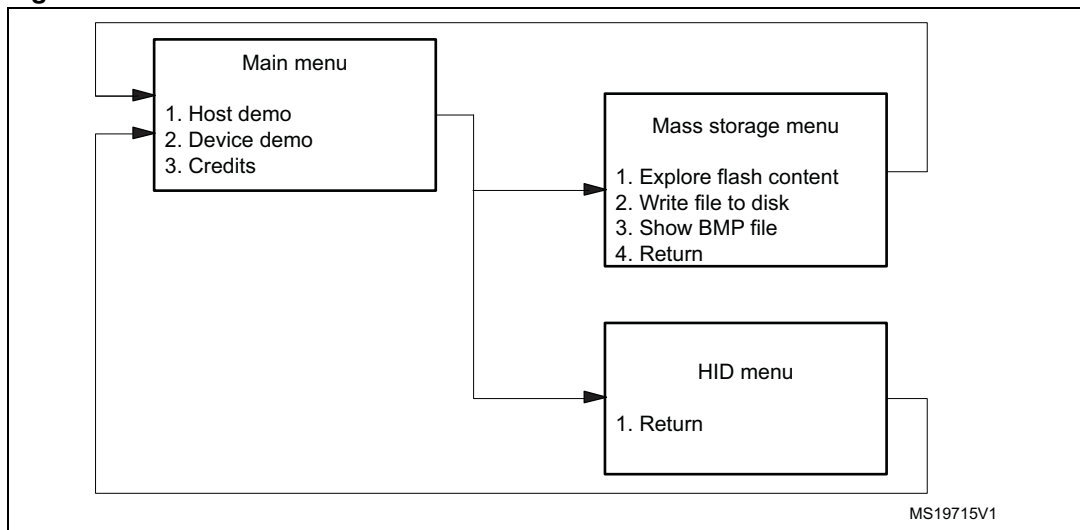 Main menu
1. Host demo
2. Device demo
3. Credits
Mass storage menu
1. Explore flash content
2. Write file to disk
3. Show BMP file
4. Return
HID menu
1. Return
MS19715V1